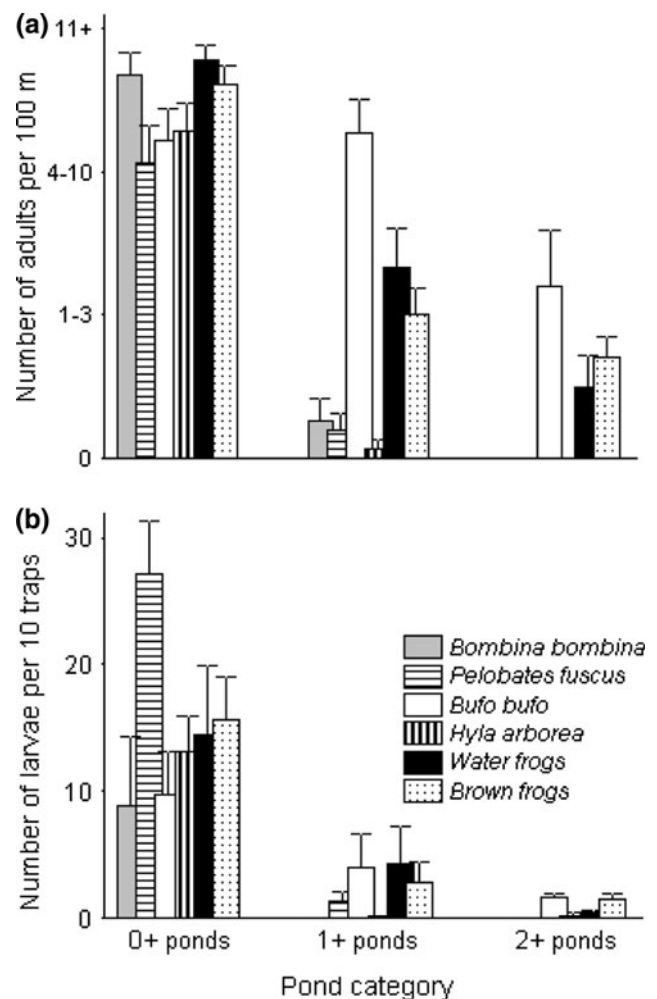 (a)
11+
4-10
1-3
0
Number of adults per 100 m
(b)
30
20
10
0
Number of larvae per 10 traps
Bombina bombina
Pelobates fuscus
Bufo bufo
Hyla arborea
Water frogs
Brown frogs
0+ ponds 1+ ponds 2+ ponds
Pond category